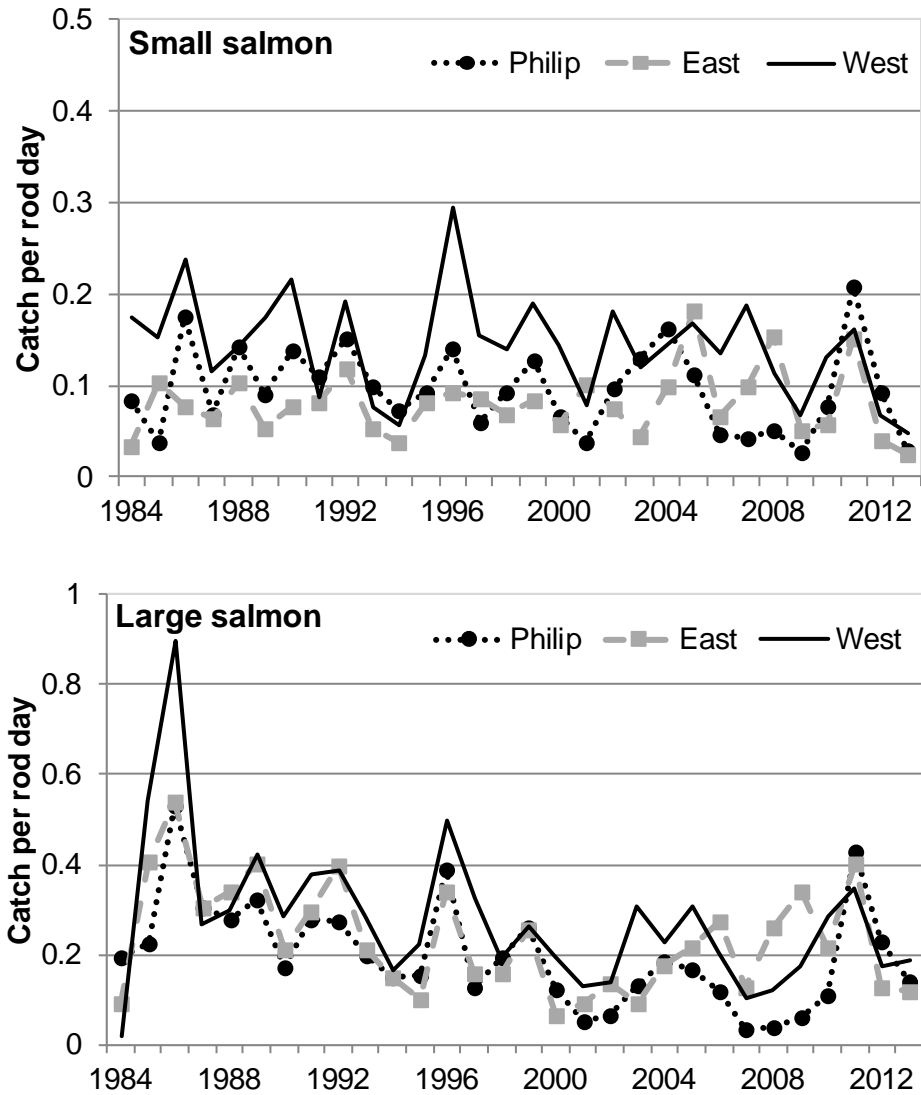 Small salmon
Philip East West
Catch per rod day
0.5
0.4
0.3
0.2
0.1
0
1984 1988 1992 1996 2000 2004 2008 2012
Large salmon
Philip East West
Catch per rod day
1
0.8
0.6
0.4
0.2
0
1984 1988 1992 1996 2000 2004 2008 2012